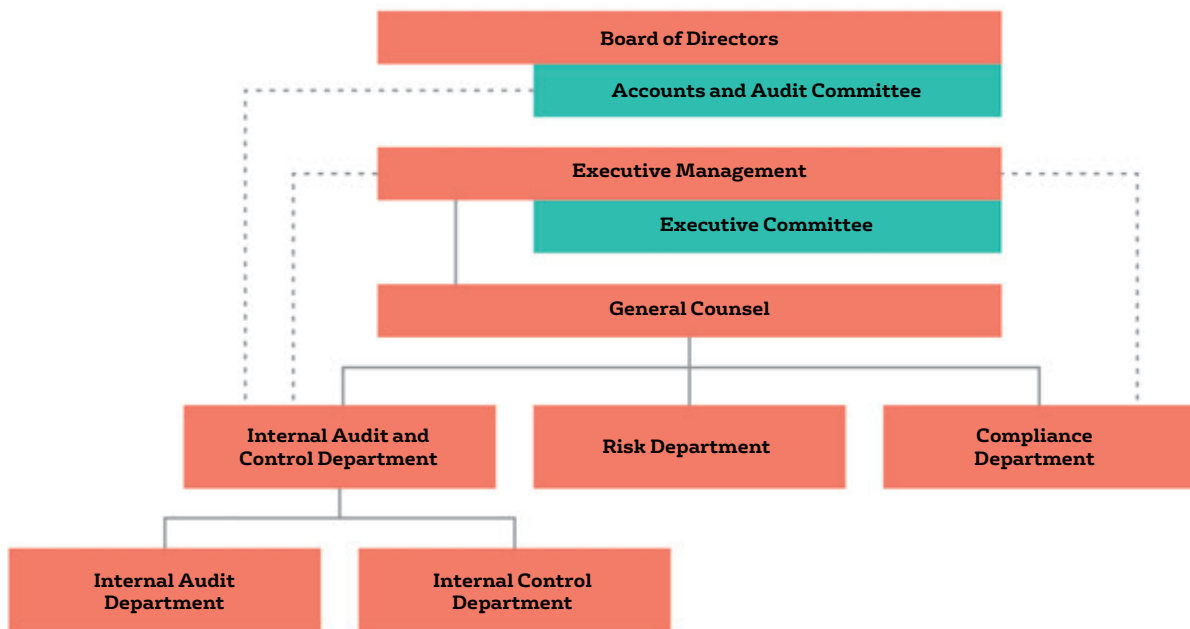 Board of Directors
Accounts and Audit Committee
Executive Management
Executive Committee
General Counsel
Internal Audit and
Control Department
Risk Department
Compliance
Department
Internal Audit
Department
Internal Control
Department